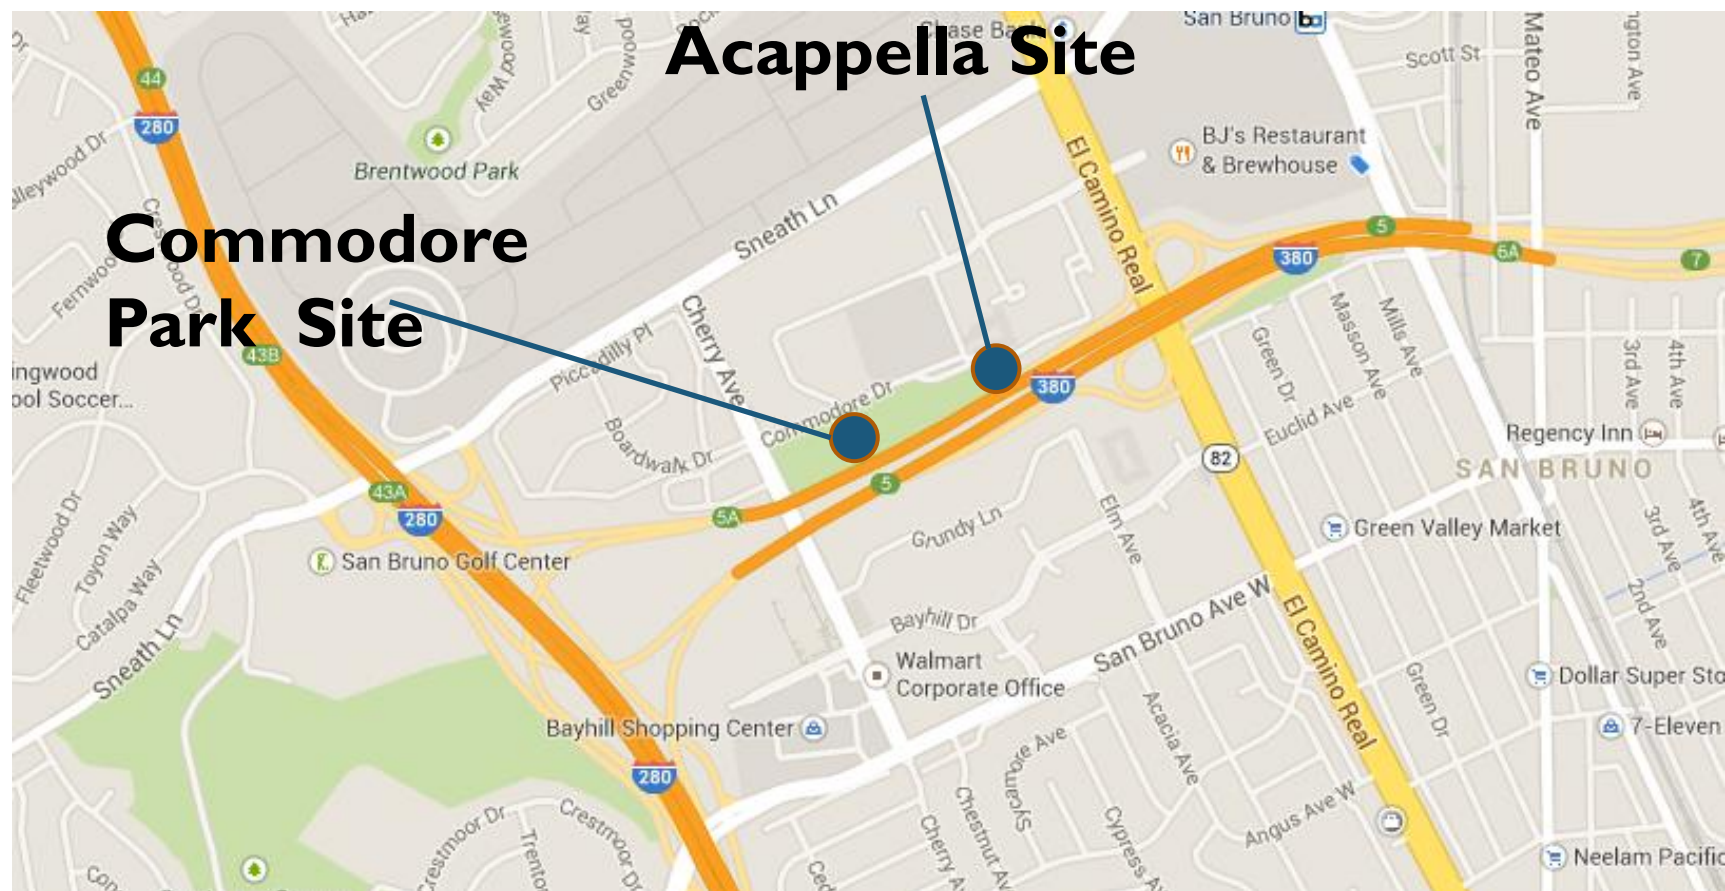 Acappella Site
Commodore
Park Site
San Bruno
Scott St
Mateo Ave
44
280
Brentwood Park
Sneath Ln
El Camino Real
BJ's Restaurant
& Brewhouse
5
380
6A
7
Cherry Ave
Piccadilly Pl
Boardwalk Dr
Commodore Dr
380
43B
43A
280
5A
5
San Bruno Golf Center
Fleetwood Dr
Toyon Way
Catalpa Way
Sneath Ln
Grundy Ln
Elm Ave
Bayhill Dr
Walmart
Corporate Office
San Bruno Ave W
Bayhill Shopping Center
280
Green Dr
Masson Ave
Mills Ave
Euclid Ave
82
3rd Ave
4th Ave
Regency Inn
SAN BRUNO
Green Valley Market
3rd Ave
4th Ave
2nd Ave
El Camino Real
Green Dr
Dollar Super Sto
7-Eleven
Acacia Ave
Angus Ave W
Neelam Pacific
Crestmoor Dr
Crestmoor Dr
Chestnut Av
Cherry A
Cypress A
ingwood
ool Soccer...